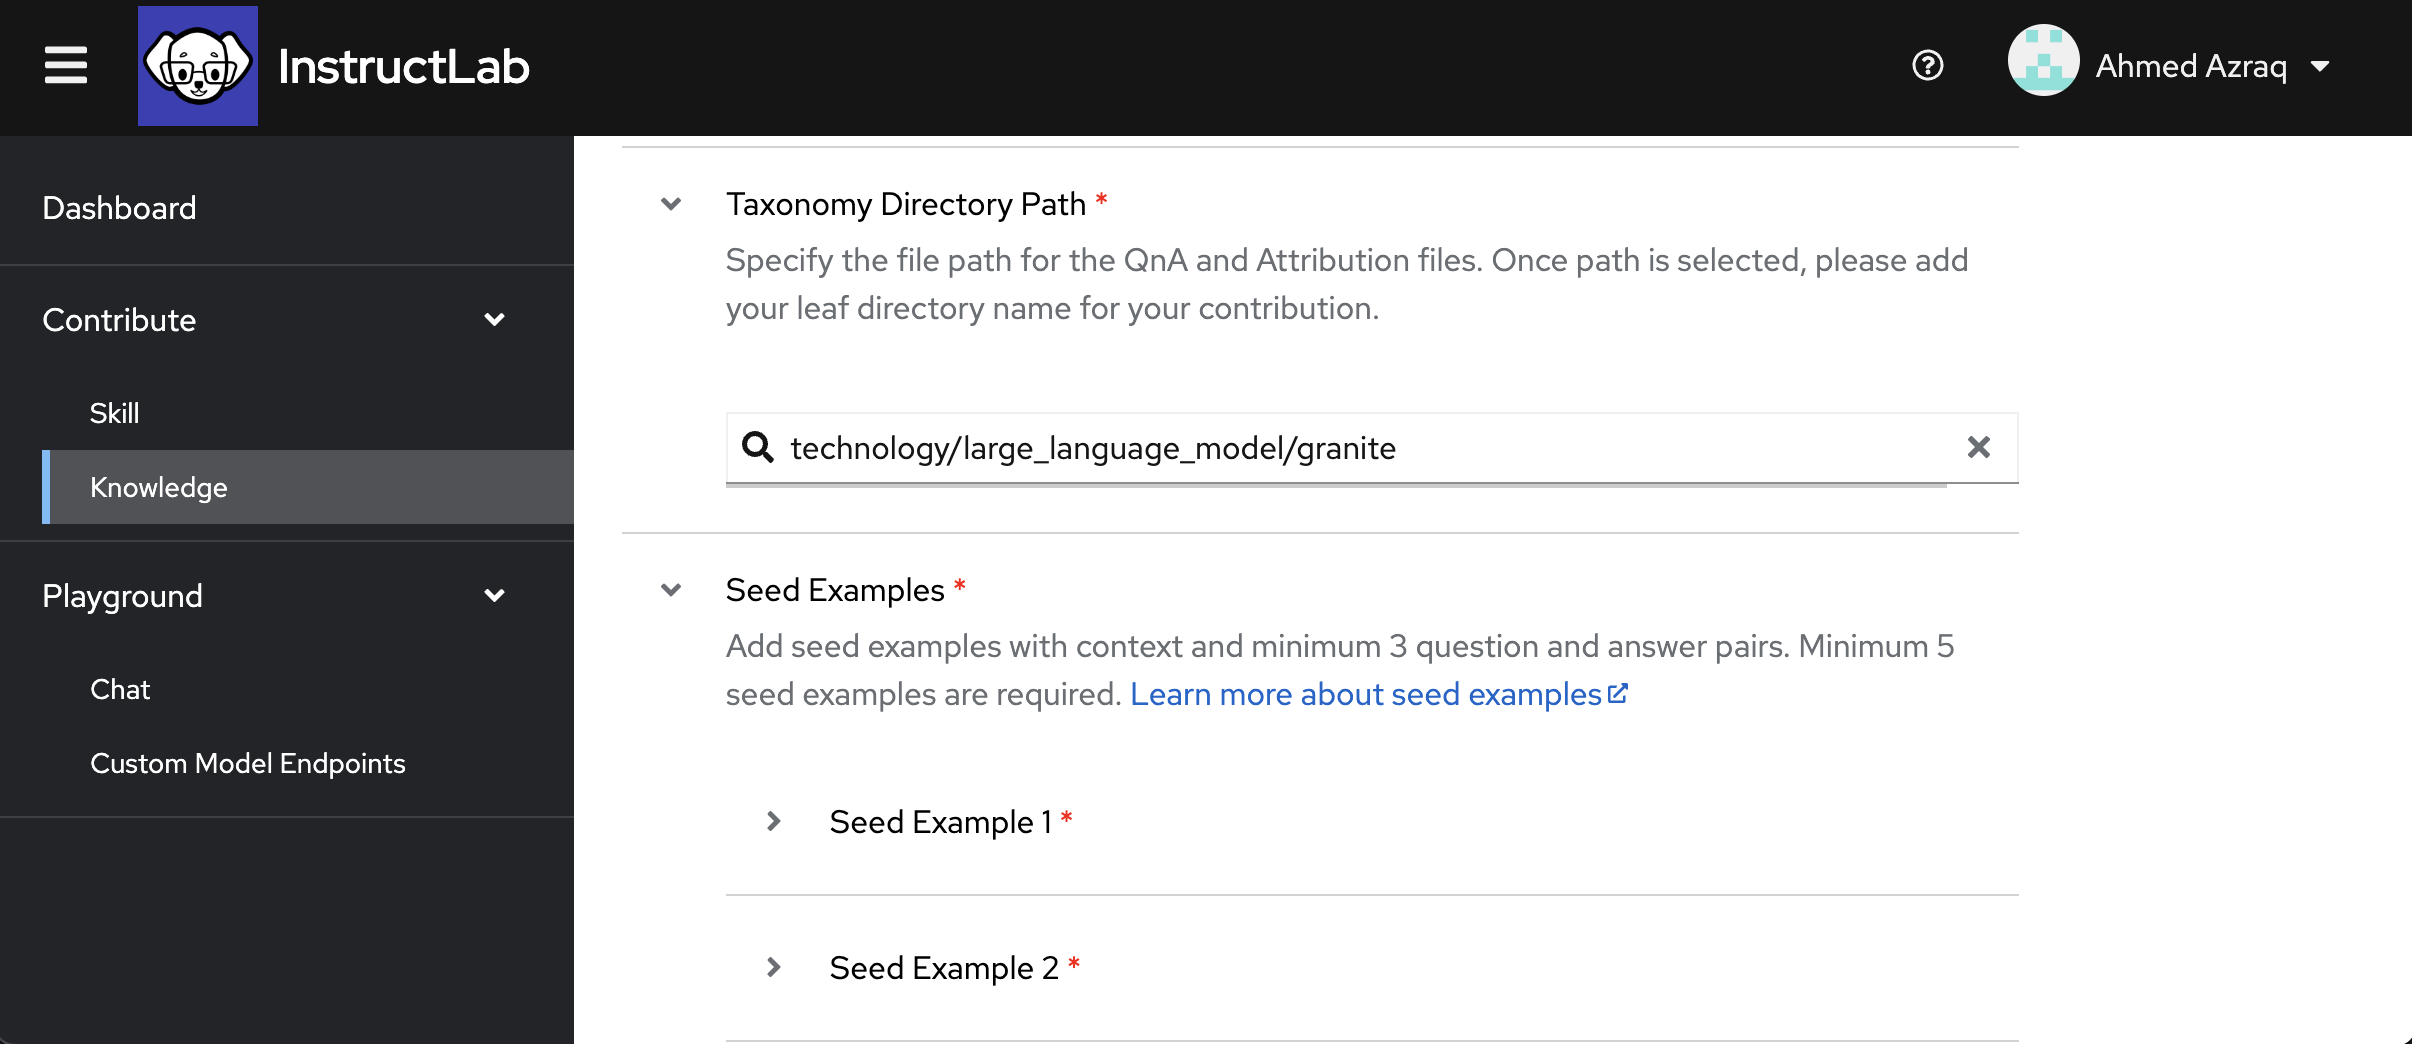 InstructLab
Ahmed Azraq
Dashboard
Contribute
Skill
Knowledge
Playground
Chat
Custom Model Endpoints
Taxonomy Directory Path *
Specify the file path for the QnA and Attribution files. Once path is selected, please add
your leaf directory name for your contribution.
technology/large_language_model/granite
Seed Examples *
Add seed examples with context and minimum 3 question and answer pairs. Minimum 5
seed examples are required. Learn more about seed examples
Seed Example 1 *
Seed Example 2 *